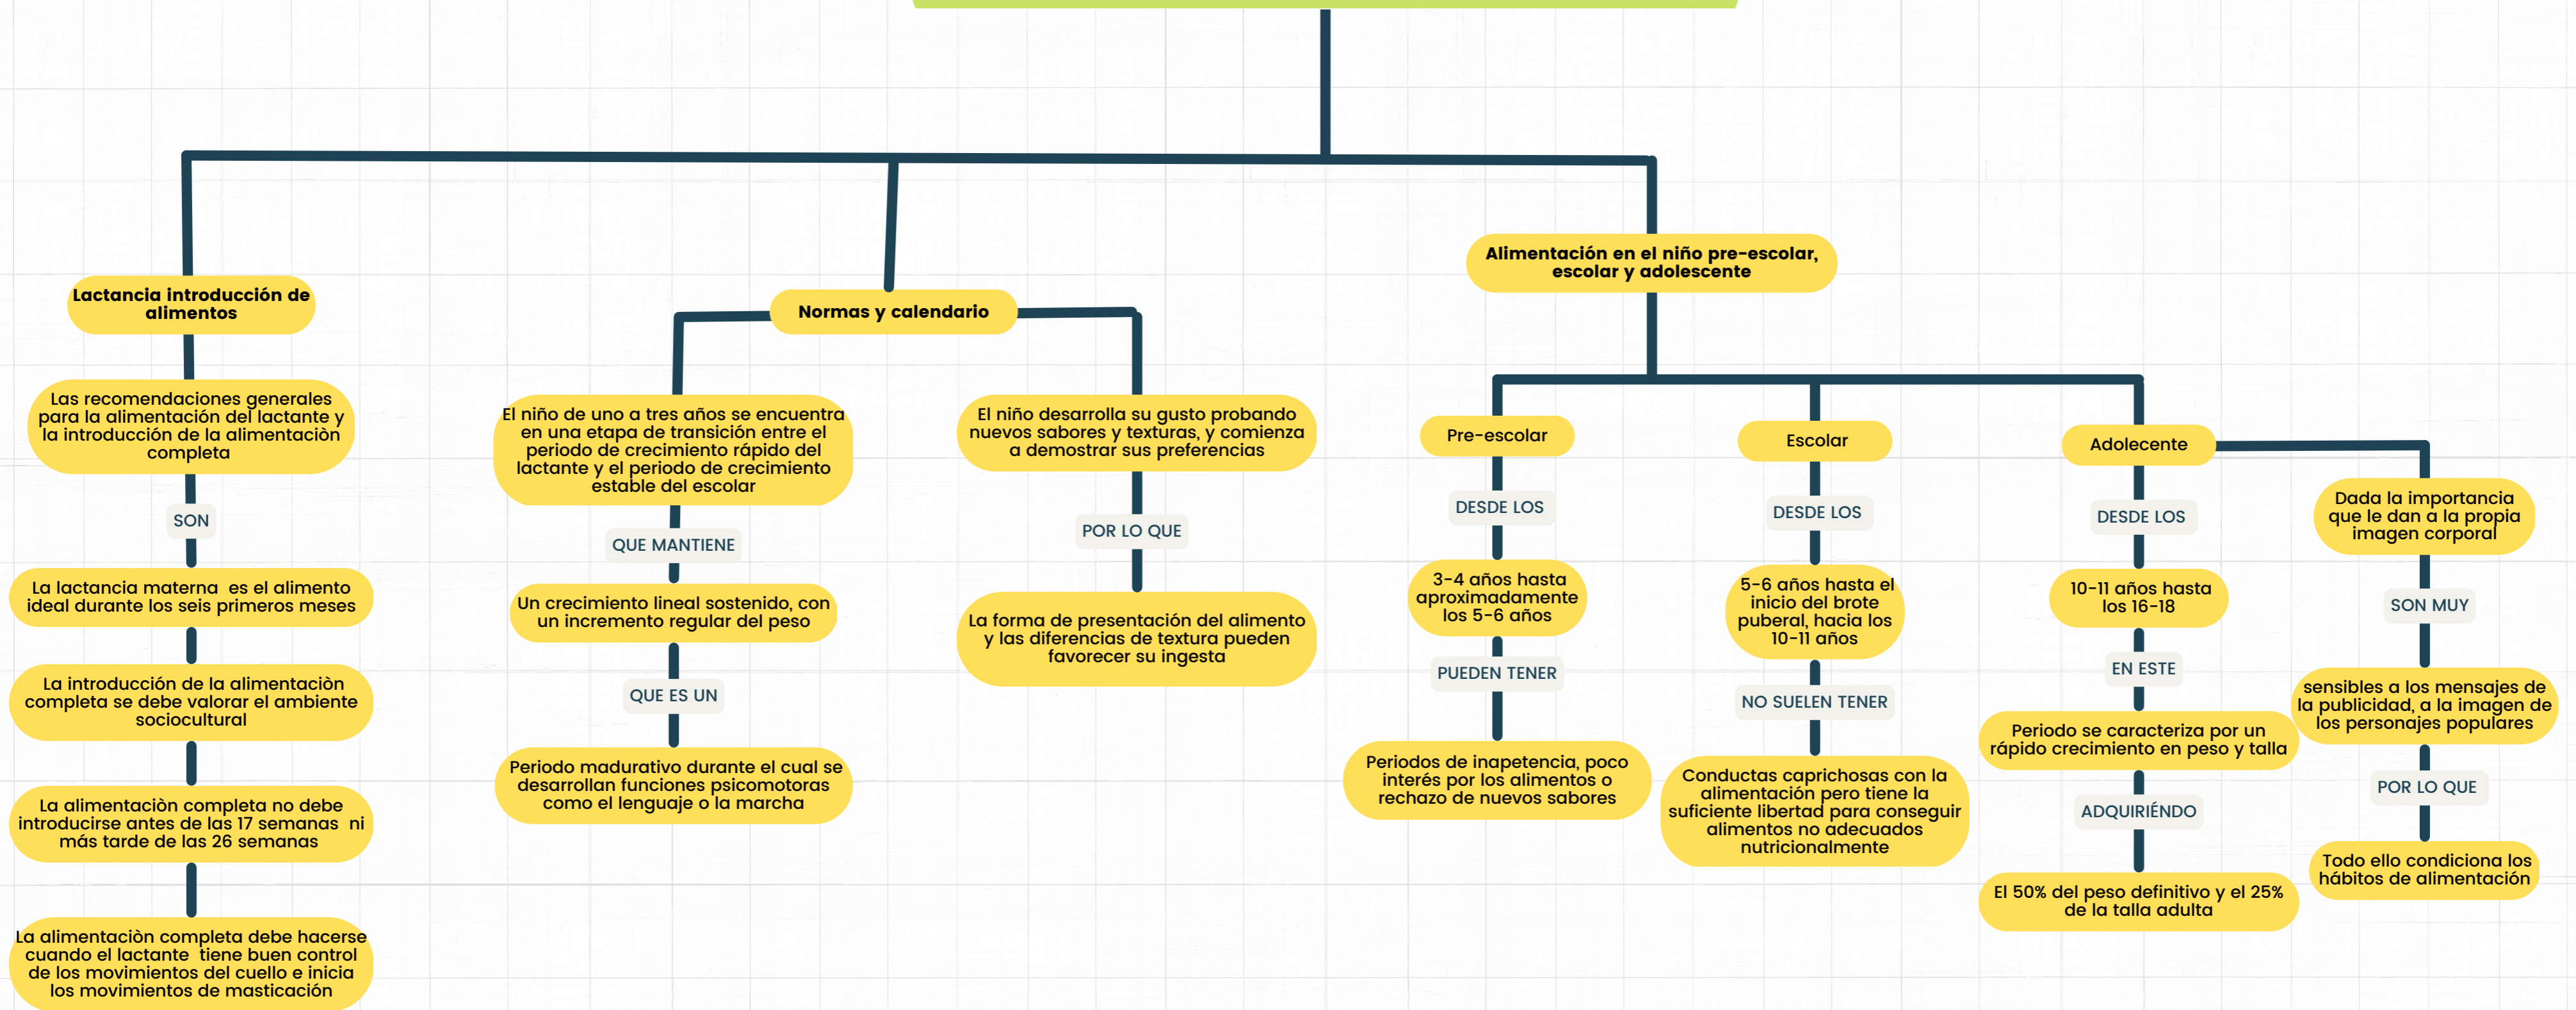 Lactancia introducción de
alimentos
Las recomendaciones generales
para la alimentación del lactante y
la introducción de la alimentaciòn
completa
SON
La lactancia materna es el alimento
ideal durante los seis primeros meses
La introducción de la alimentaciòn
completa se debe valorar el ambiente
sociocultural
La alimentaciòn completa no debe
introducirse antes de las 17 semanas ni
más tarde de las 26 semanas
La alimentaciòn completa debe hacerse
cuando el lactante tiene buen control
de los movimientos del cuello e inicia
los movimientos de masticación
Normas y calendario
El niño de uno a tres años se encuentra
en una etapa de transición entre el
periodo de crecimiento rápido del
lactante y el periodo de crecimiento
estable del escolar
QUE MANTIENE
Un crecimiento lineal sostenido, con
un incremento regular del peso
QUE ES UN
Periodo madurativo durante el cual se
desarrollan funciones psicomotoras
como el lenguaje o la marcha
El niño desarrolla su gusto probando
nuevos sabores y texturas, y comienza
a demostrar sus preferencias
POR LO QUE
La forma de presentación del alimento
y las diferencias de textura pueden
favorecer su ingesta
Alimentación en el niño pre-escolar,
escolar y adolescente
Pre-escolar
DESDE LOS
3-4 años hasta
aproximadamente
los 5-6 años
PUEDEN TENER
Periodos de inapetencia, poco
interés por los alimentos o
rechazo de nuevos sabores
Escolar
DESDE LOS
5-6 años hasta el
inicio del brote
puberal, hacia los
10-11 años
NO SUELEN TENER
Conductas caprichosas con la
alimentación pero tiene la
suficiente libertad para conseguir
alimentos no adecuados
nutricionalmente
Adolecente
DESDE LOS
10-11 años hasta
los 16-18
EN ESTE
Periodo se caracteriza por un
rápido crecimiento en peso y talla
ADQUIRIÉNDO
El 50% del peso definitivo y el 25%
de la talla adulta
Dada la importancia
que le dan a la propia
imagen corporal
SON MUY
sensibles a los mensajes de
la publicidad, a la imagen de
los personajes populares
POR LO QUE
Todo ello condiciona los
hábitos de alimentación